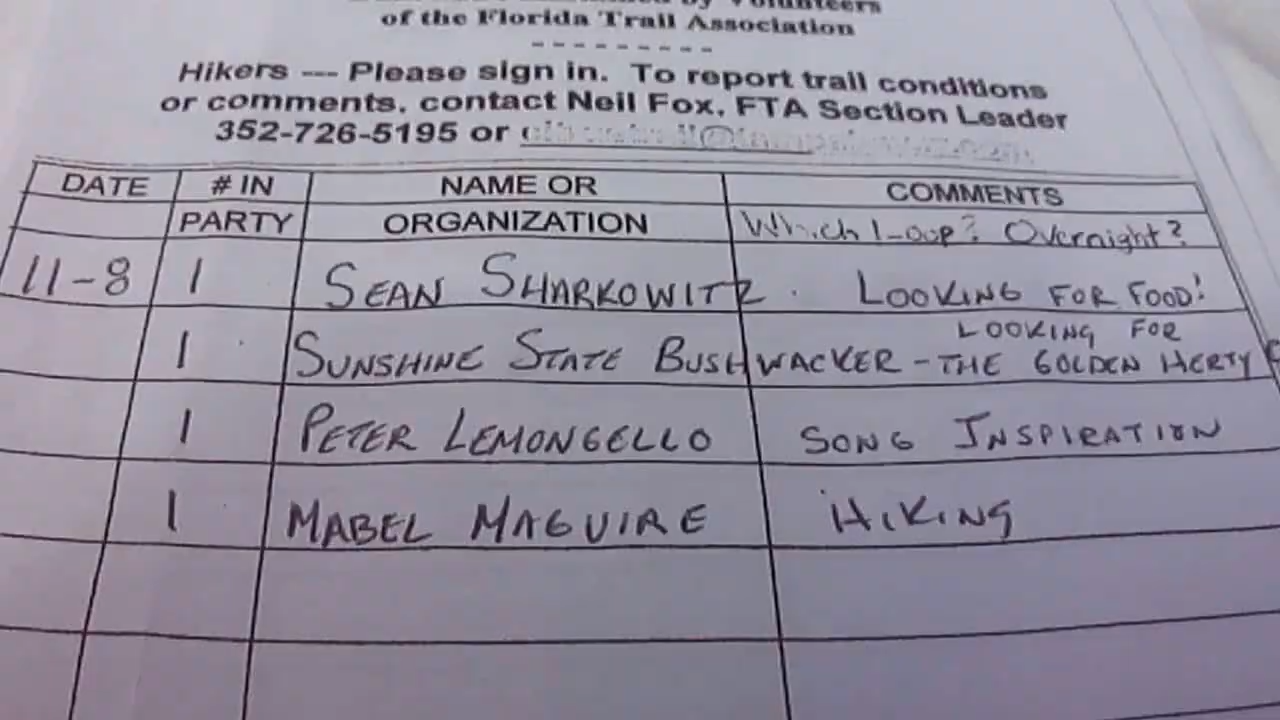 by Volunteers
of the Florida Trail Association
---------
Hikers --- Please sign in. To report trail conditions
or comments, contact Neil Fox, FTA Section Leader
352-726-5195 or
DATE # IN PARTY NAME OR ORGANIZATION COMMENTS
Which Loop? Overnight?
11-8 1 SEAN SHARKOWITZ. LOOKING FOR FOOD!
1 SUNSHINE STATE BUSHWACKER - LOOKING FOR
THE GOLDEN HERTY
1 PETER LEMONGELLO SONG INSPIRATION
1 MABEL MAGUIRE HIKING